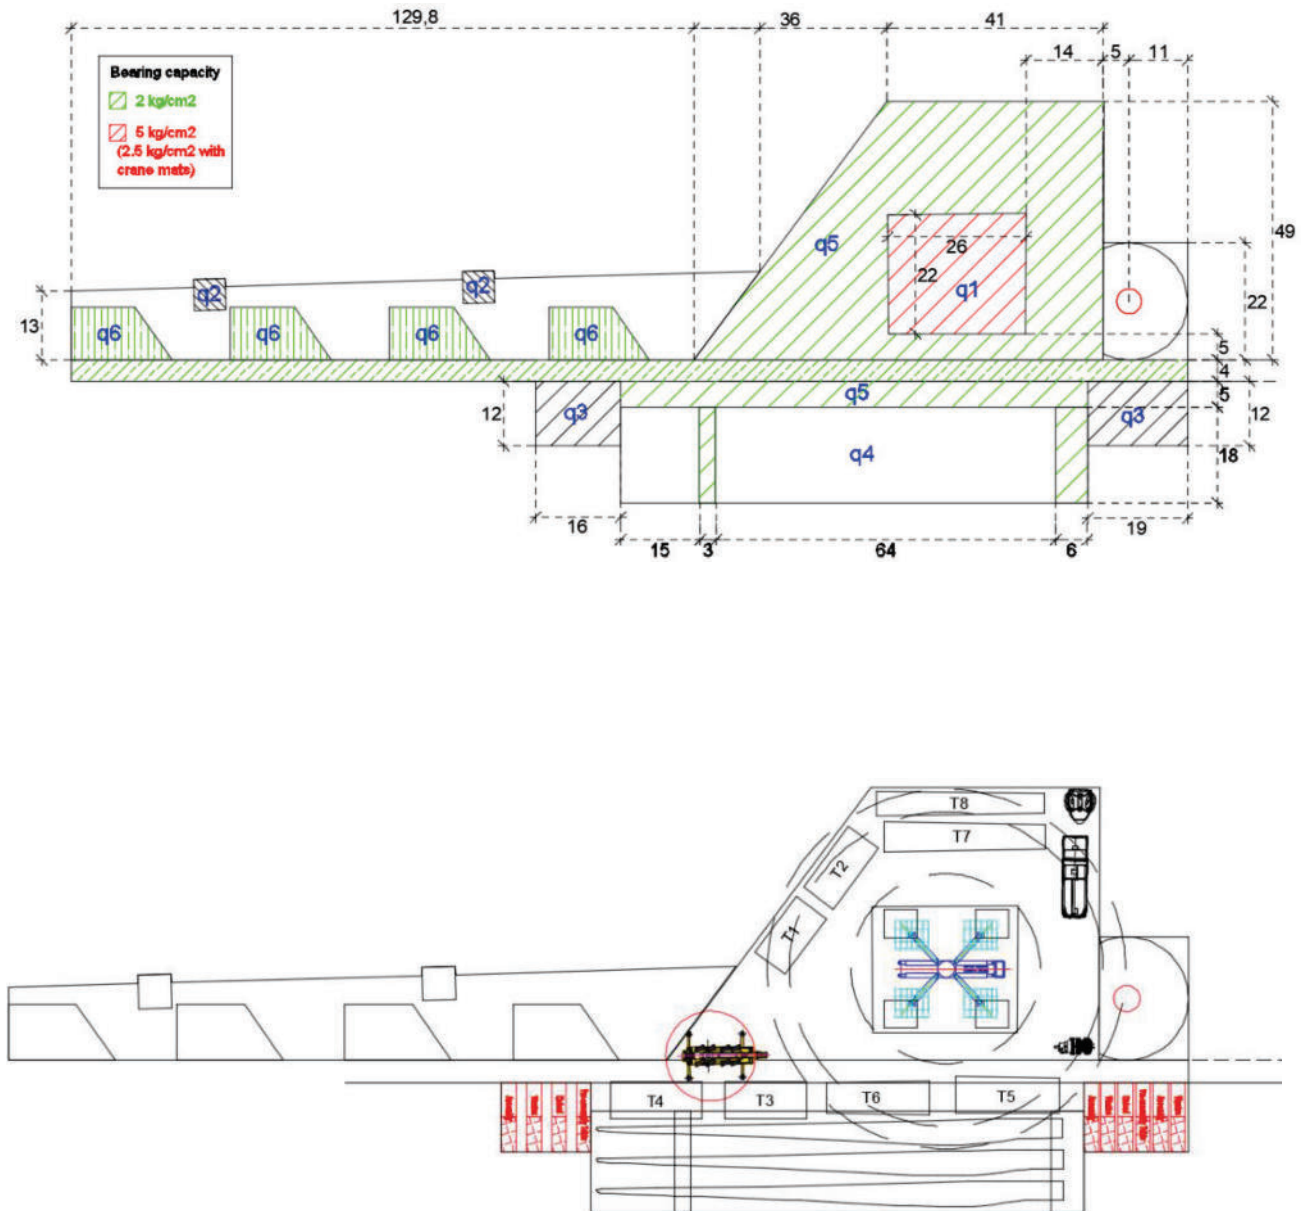 129,8
36
41
14
5
11
Bearing capacity
2 kg/cm2
5 kg/cm2
(2.5 kg/cm2 with
crane mats)
49
q5
26
22
q1
22
q2
q2
13
q6
q6
q6
q6
5
4
q5
5
12
q3
q3
12
q4
18
16
19
15
3
64
6
T8
T7
T2
T1
T4
T3
T6
T5